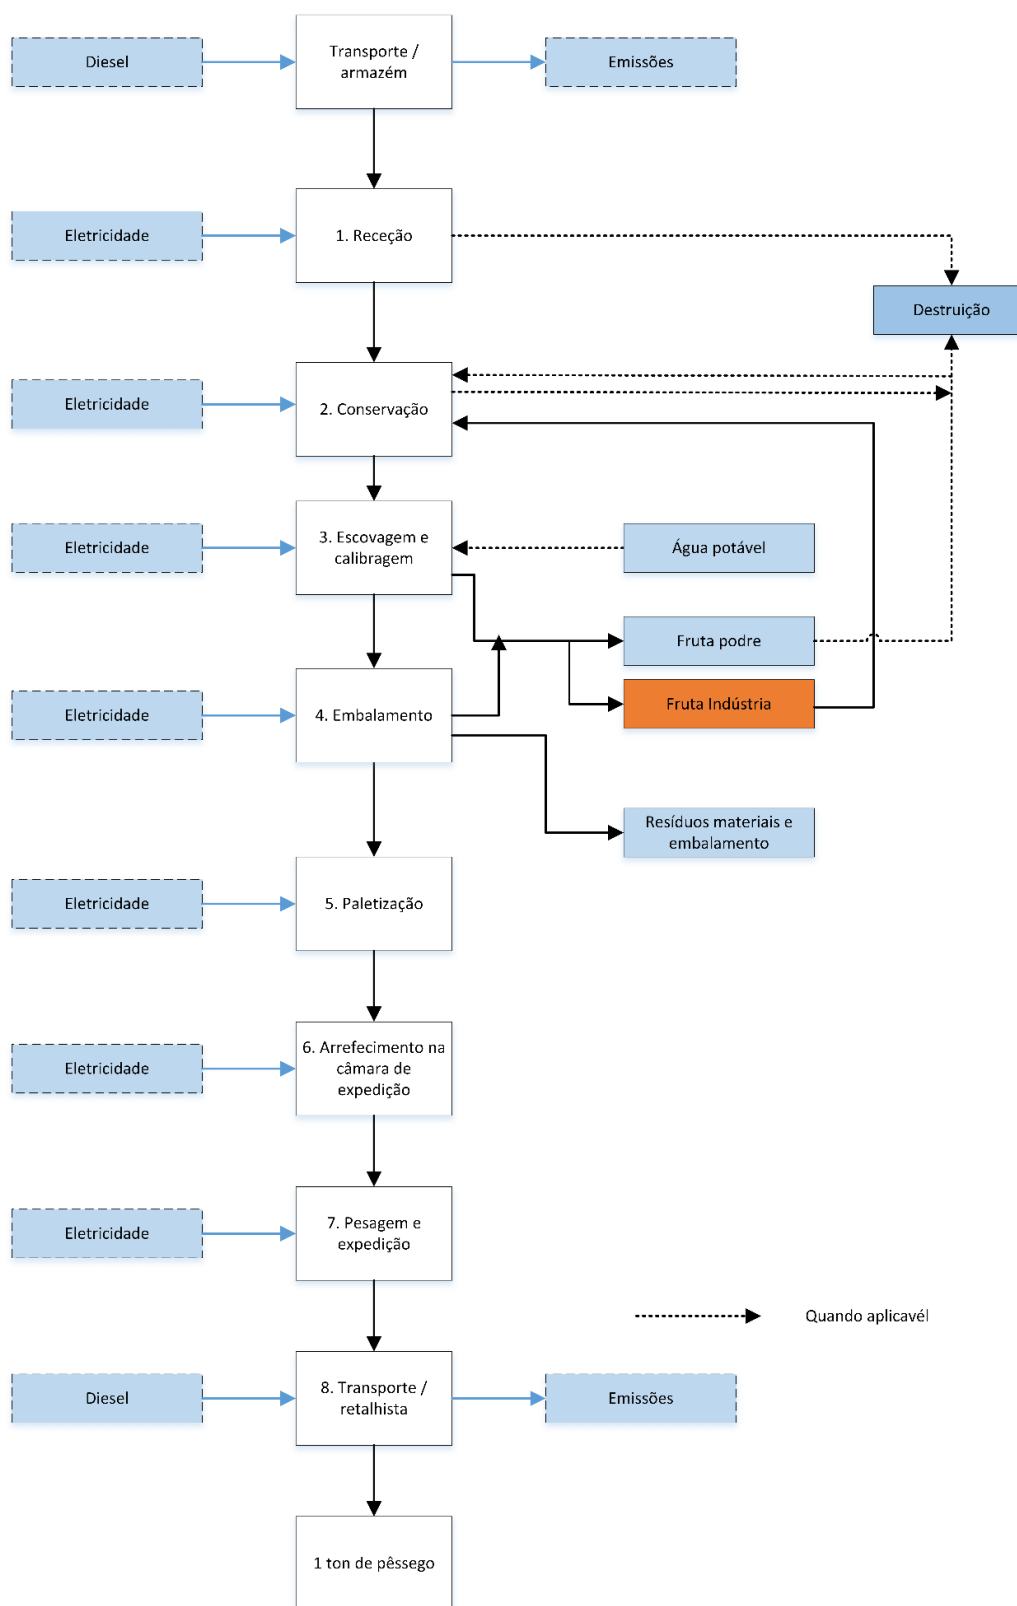 Diesel
Transporte /
armazém
Emissões
Eletricidade
1. Receção
Destruição
Eletricidade
2. Conservação
Eletricidade
3. Escovagem e
calibragem
Água potável
Fruta podre
Eletricidade
4. Embalamento
Fruta Indústria
Resíduos materiais e
embalamento
Eletricidade
5. Paletização
Eletricidade
6. Arrefecimento na
câmara de
expedição
Eletricidade
7. Pesagem e
expedição
Quando aplicavél
Diesel
8. Transporte /
retalhista
Emissões
1 ton de pêssego